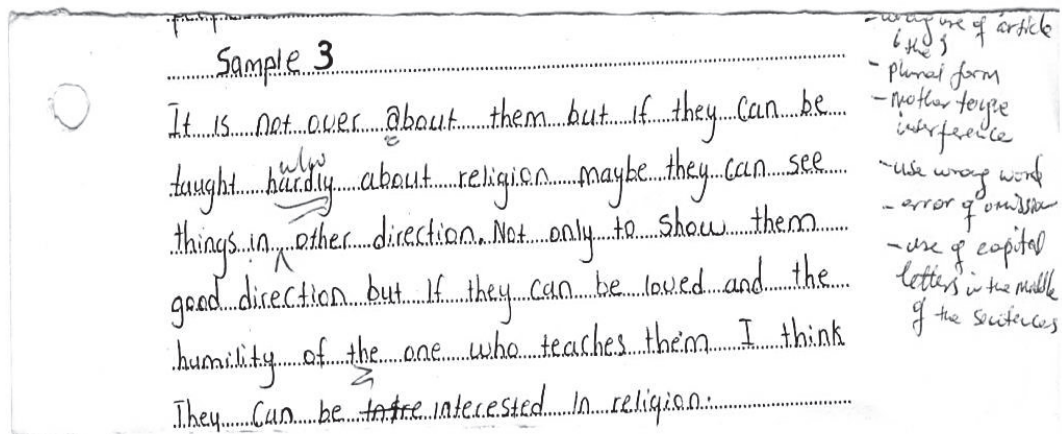 Sample 3
It is not over about them but if they can be
taught hardly about religion maybe they can see
things in other direction. Not only to show them
good direction but If they can be loved and the
humility of the one who teaches them I think
They Can be interested In religion.
use of article
{the}
- plural form
- Mother tongue
interference
- use wrong word
- error of omission
- use of capital
letters in the middle
of the sentences